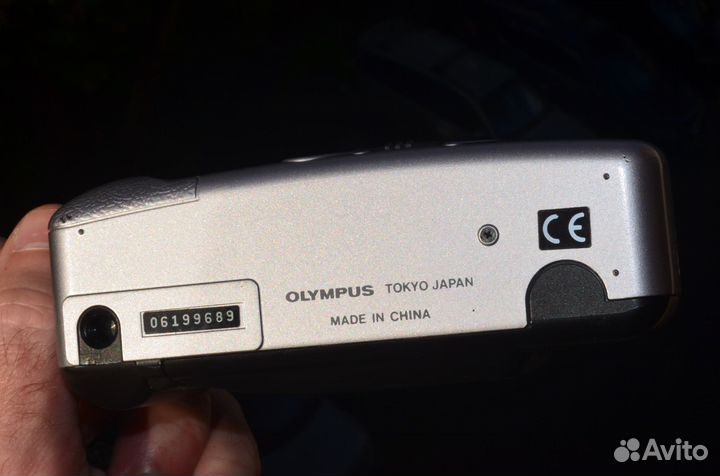 CE
OLYMPUS TOKYO JAPAN
06199689
MADE IN CHINA
Avito